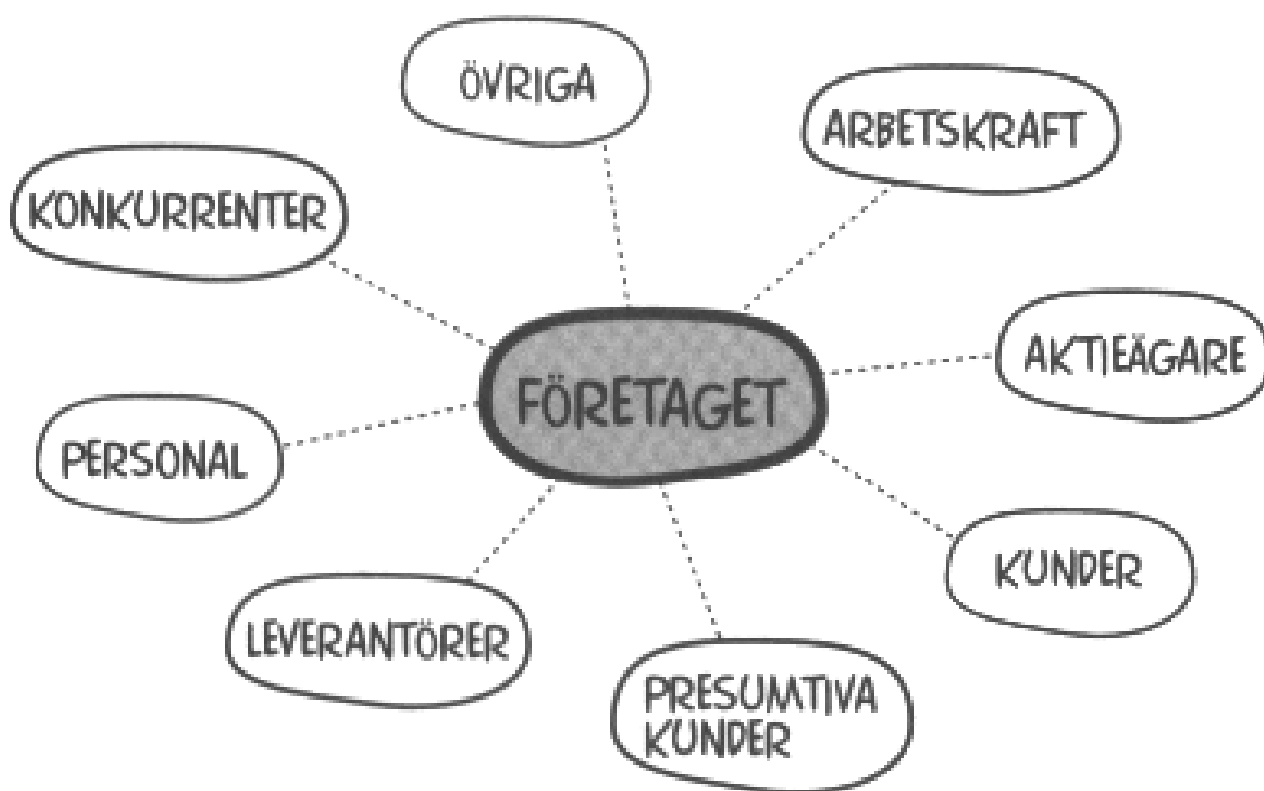 ÖVRIGA
ARBETSKRAFT
KONKURRENTER
AKTIEÄGARE
FÖRETAGET
PERSONAL
KUNDER
LEVERANTÖRER
PRESUMTIVA
KUNDER